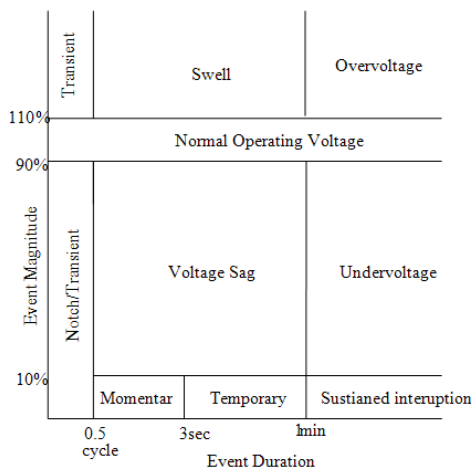 Transient
Swell
Overvoltage
110%
Normal Operating Voltage
90%
Event Magnitude
Notch/Transient
Voltage Sag
Undervoltage
10%
Momentar
Temporary
Sustianed interuption
0.5
cycle
3sec
1min
Event Duration